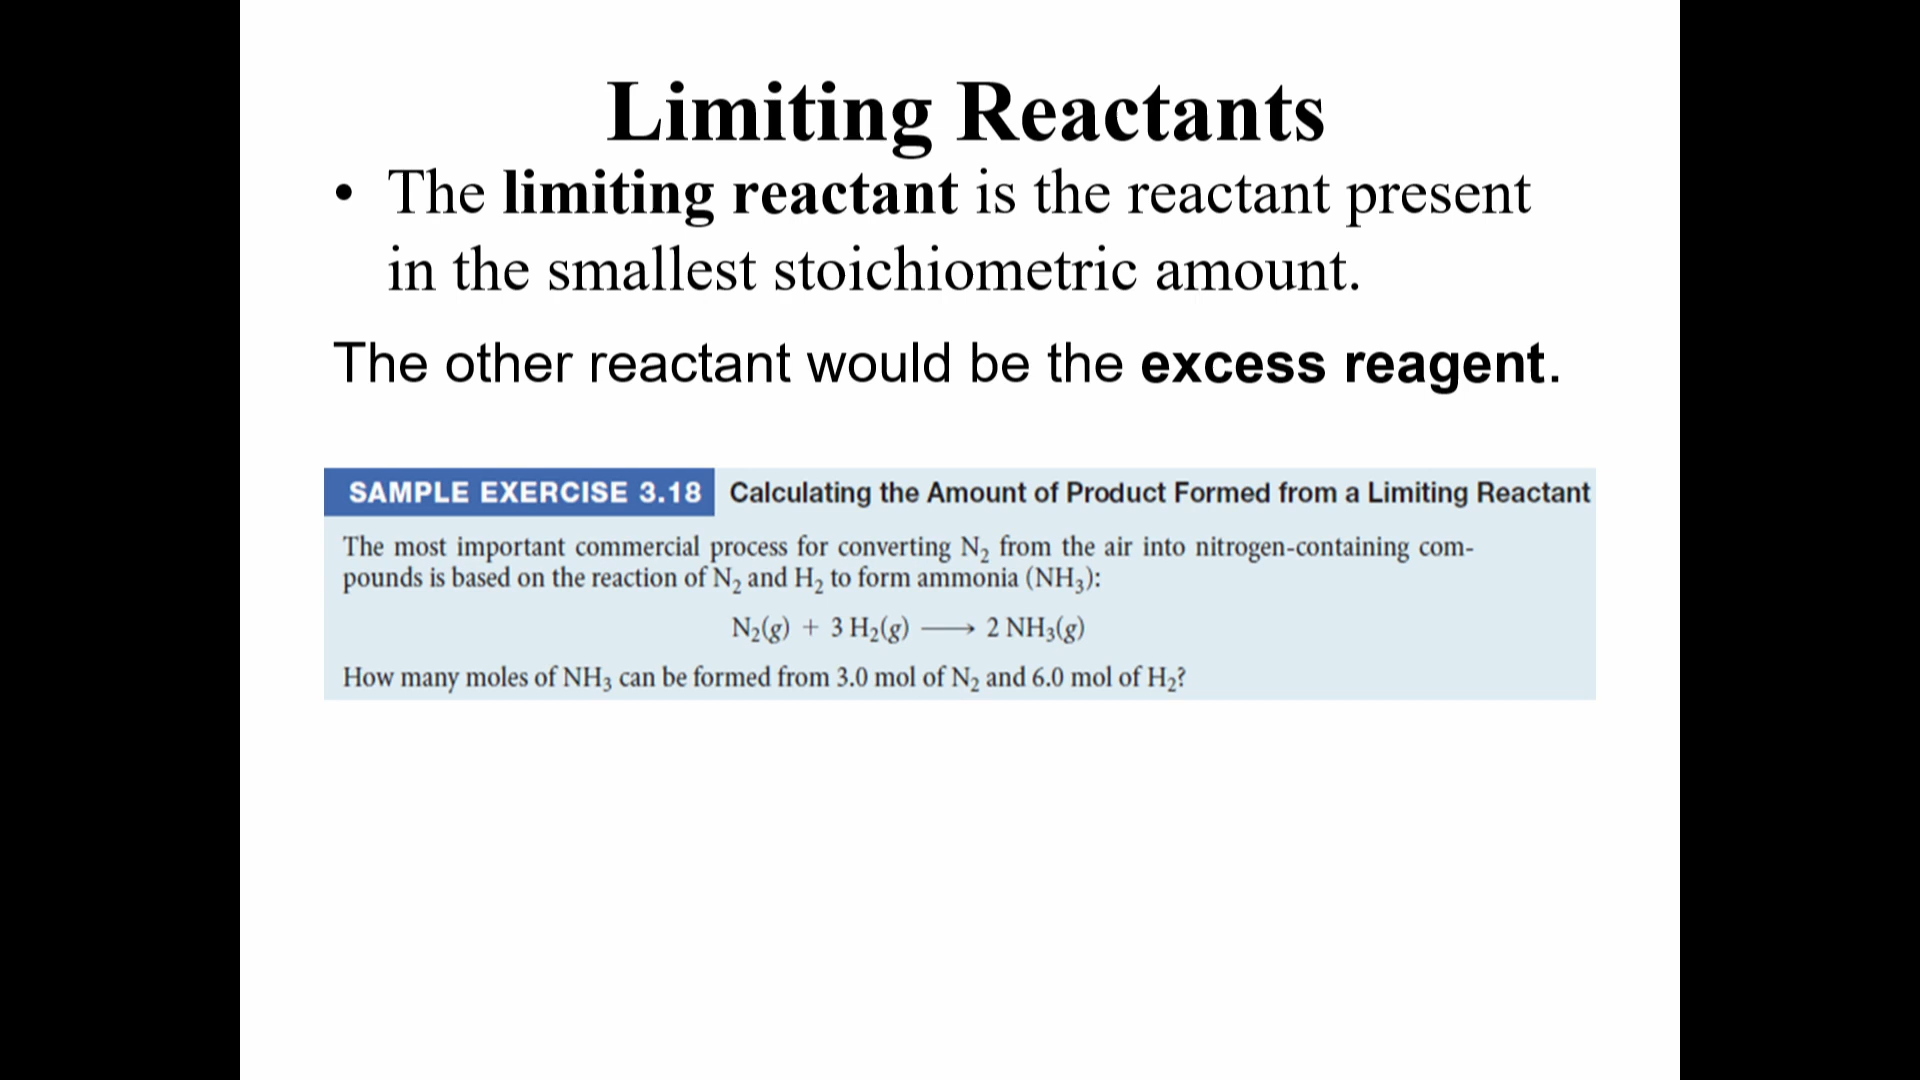 Limiting Reactants
• The limiting reactant is the reactant present
in the smallest stoichiometric amount.
The other reactant would be the excess reagent.
SAMPLE EXERCISE 3.18 Calculating the Amount of Product Formed from a Limiting Reactant
The most important commercial process for converting N₂ from the air into nitrogen-containing com-
pounds is based on the reaction of N₂ and H₂ to form ammonia (NH₃):
N₂(g) + 3 H₂(g) ⟶ 2 NH₃(g)
How many moles of NH₃ can be formed from 3.0 mol of N₂ and 6.0 mol of H₂?